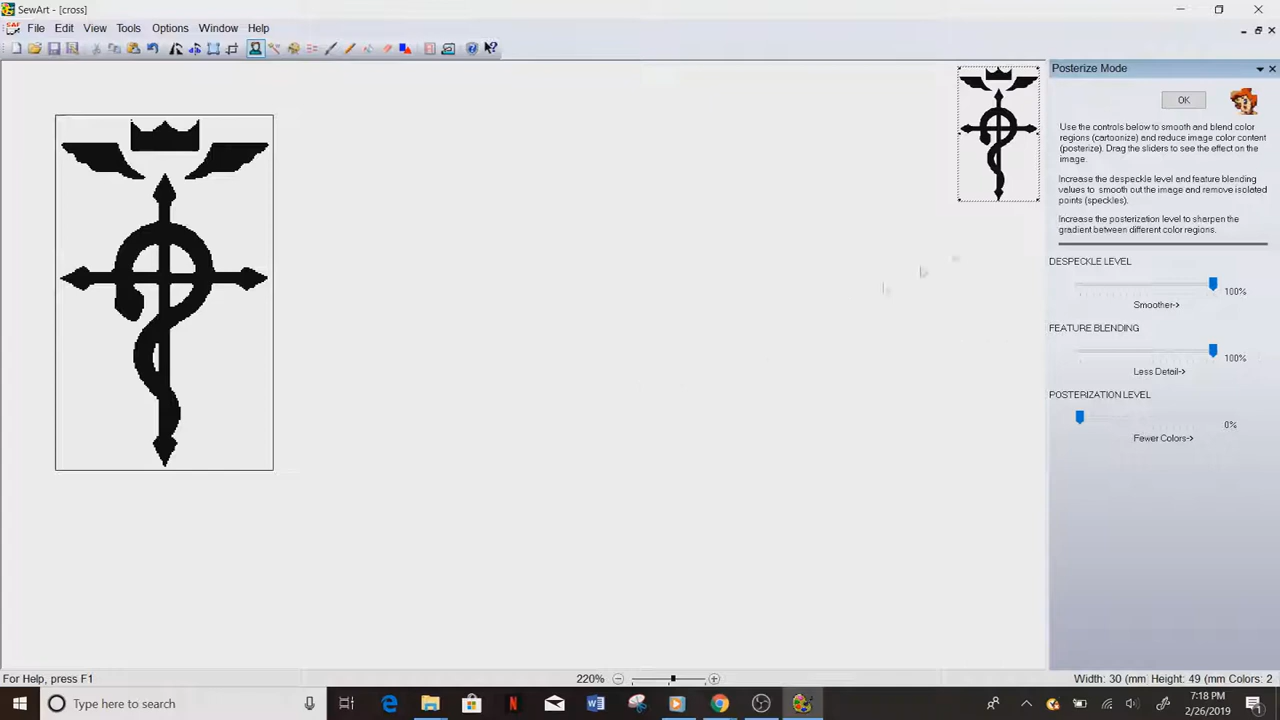 SewArt - [cross]
File Edit View Tools Options Window Help
Posterize Mode
OK
Use the controls below to smooth and blend color
regions (cartoonize) and reduce image color content
(posterize). Drag the sliders to see the effect on the
image.
Increase the despeckle level and feature blending
values to smooth out the image and remove isolated
points (speckles).
Increase the posterization level to sharpen the
gradient between different color regions.
DESPECKLE LEVEL
100%
Smoother->
FEATURE BLENDING
100%
Less Detail->
POSTERIZATION LEVEL
0%
Fewer Colors->
For Help, press F1
220%
Width: 30 (mm Height: 49 (mm Colors: 2
Type here to search
7:18 PM
2/26/2019